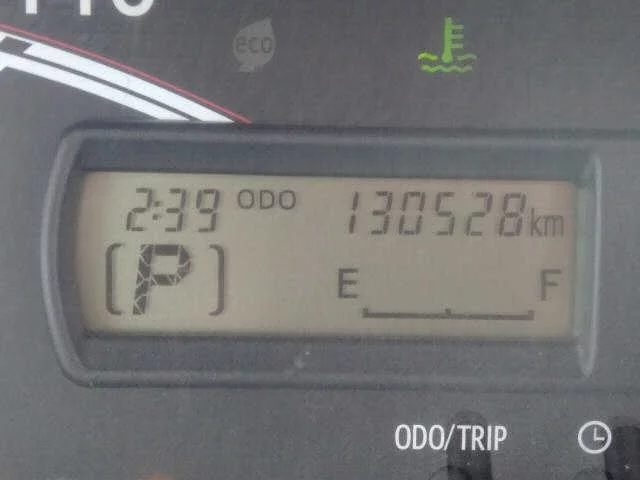 eco
2:39 ODO 130528km
[P] E F
ODO/TRIP